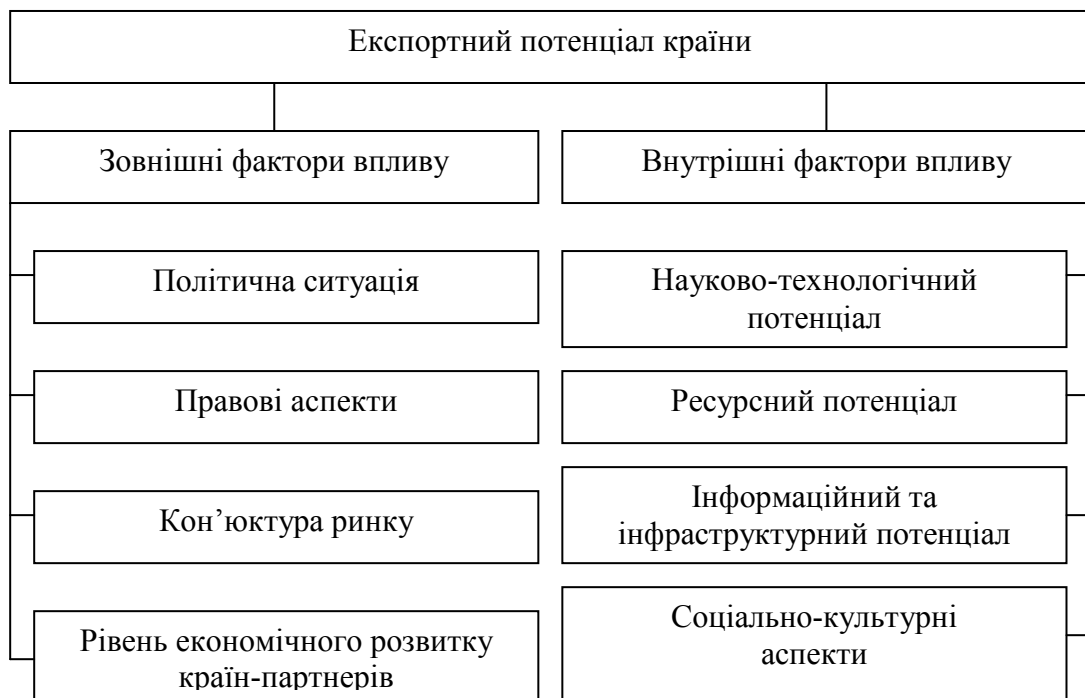 Експортний потенціал країни
Зовнішні фактори впливу
Внутрішні фактори впливу
Політична ситуація
Науково-технологічний
потенціал
Правові аспекти
Ресурсний потенціал
Кон’юктура ринку
Інформаційний та
інфраструктурний потенціал
Рівень економічного розвитку
країн-партнерів
Соціально-культурні
аспекти